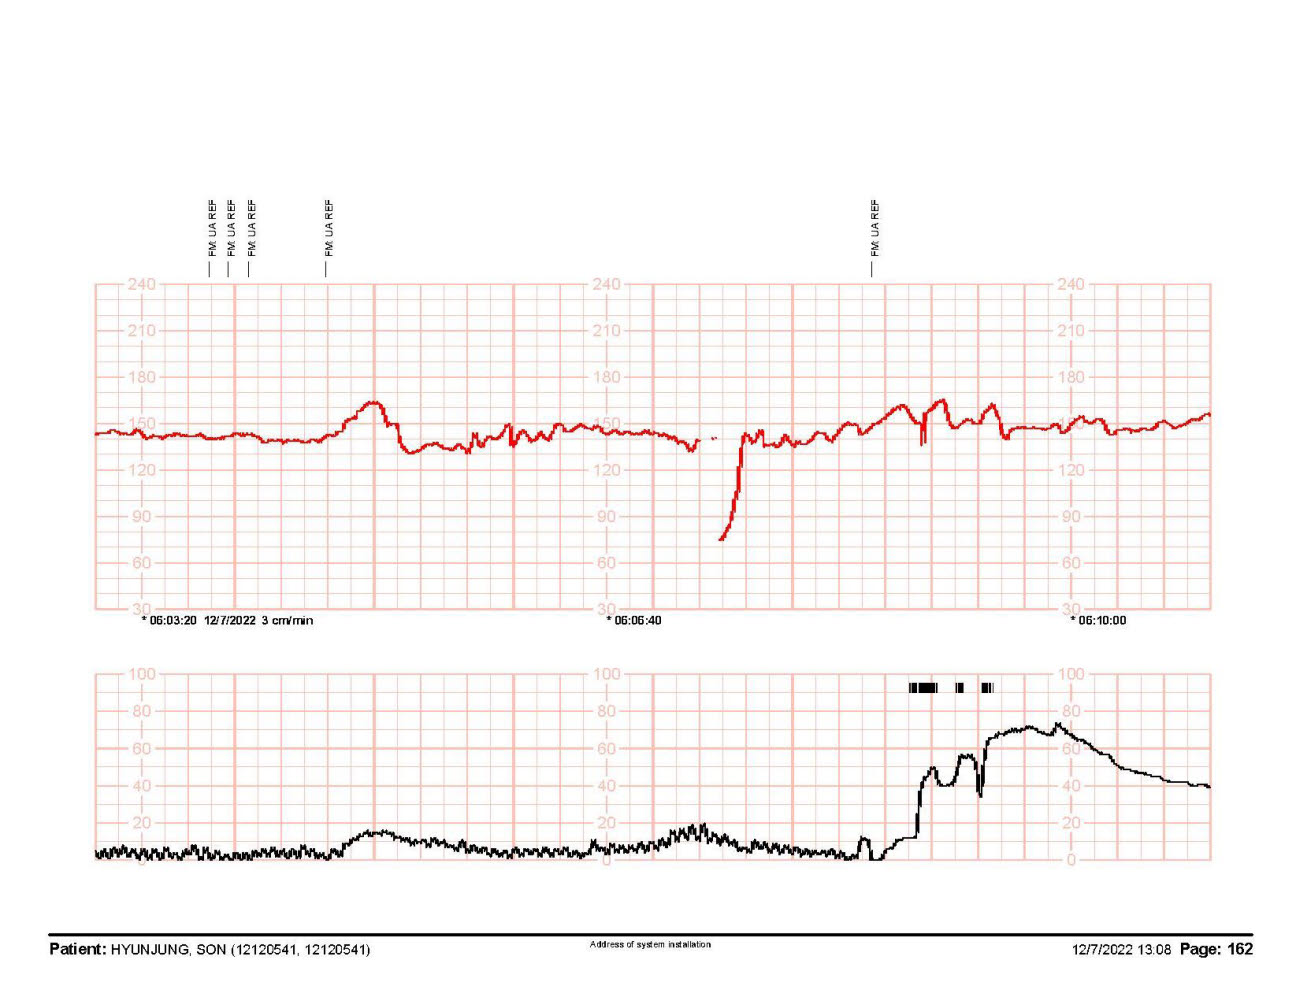 FM: UA REF
FM: UA REF
FM: UA REF
FM: UA REF
FM: UA REF
240 240 240
210 210 210
180 180 180
150 150 150
120 120 120
90 90 90
60 60 60
30 30 30
* 06:03:20 12/7/2022 3 cm/min * 06:06:40 * 06:10:00
100 100 100
80 80 80
60 60 60
40 40 40
20 20 20
0 0 0
Patient: HYUNJUNG, SON (12120541, 12120541) Address of system installation 12/7/2022 13:08 Page: 162